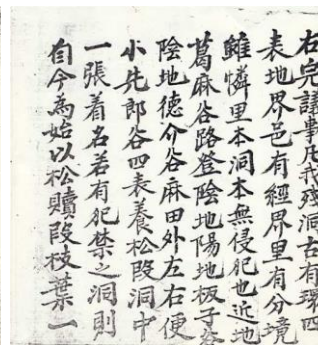 右完議事凡我殘洞古有環四
表地界邑有經界里有分境
雖憐里本洞本無侵犯也近地
葛麻谷路登陰地陽地板子谷
陰地德介谷麻田外左右便
小先郎谷四表養松段洞中
一張着名若有犯禁之洞則
自今為始以松贖段枝葉一